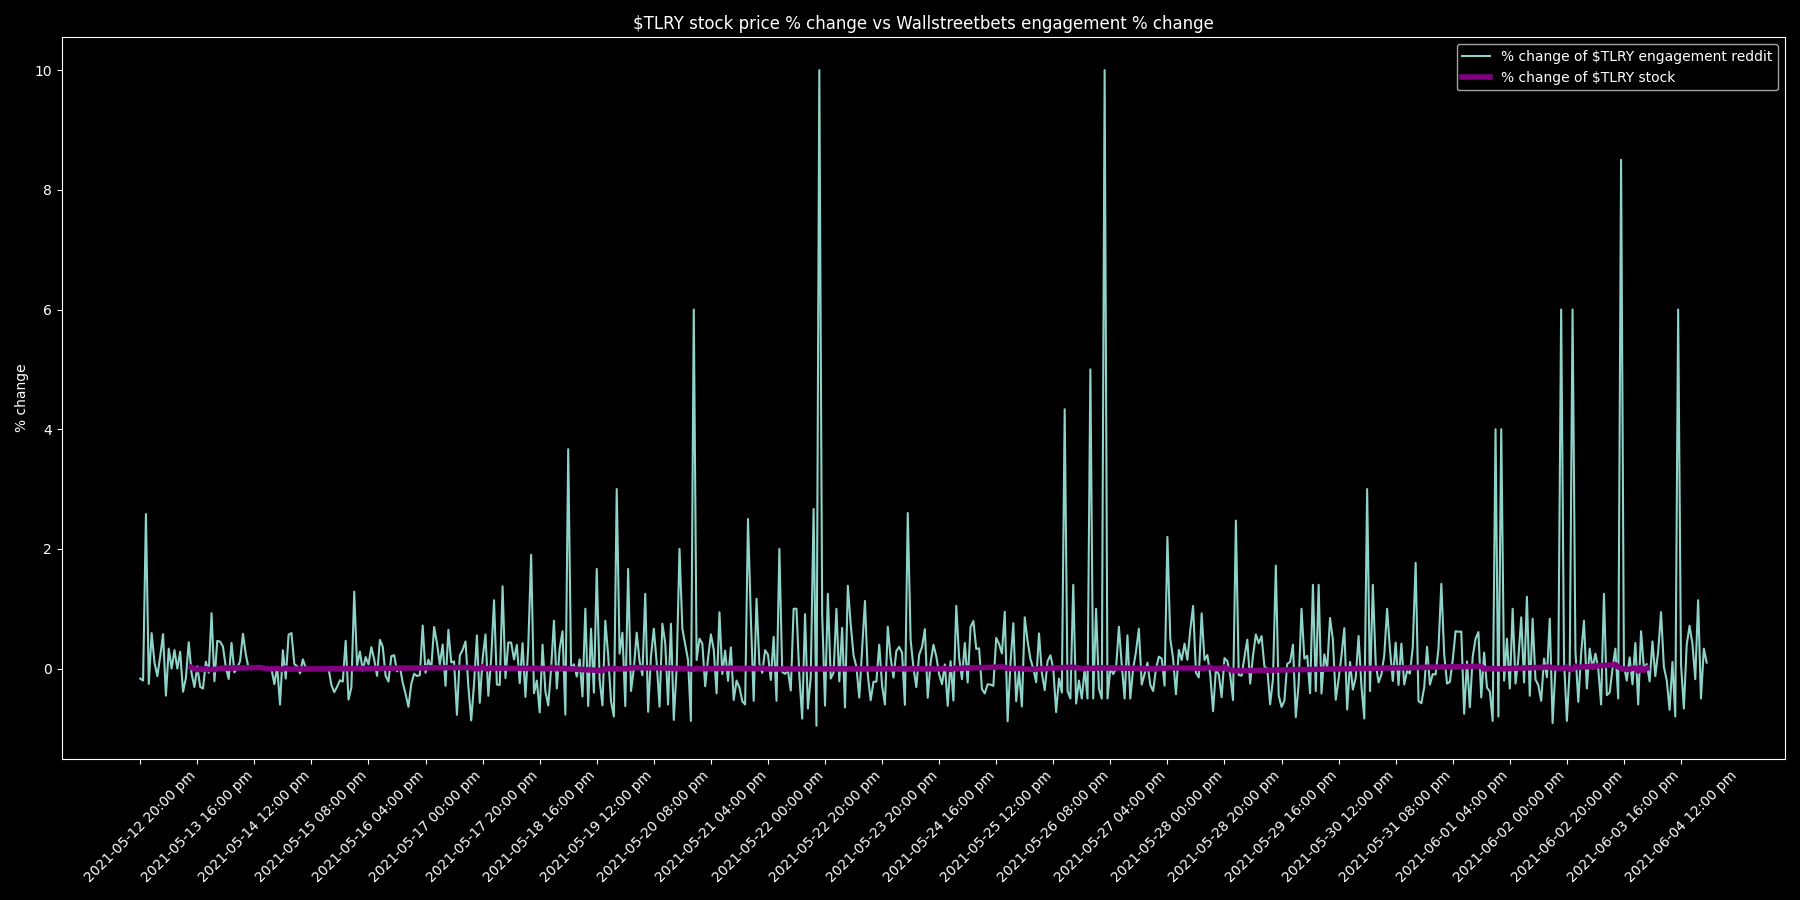 $TLRY stock price % change vs Wallstreetbets engagement % change
% change of $TLRY engagement reddit
% change of $TLRY stock
% change
10
8
6
4
2
0
2021-05-12 20:00 pm
2021-05-13 16:00 pm
2021-05-14 12:00 pm
2021-05-15 08:00 pm
2021-05-16 04:00 pm
2021-05-17 00:00 pm
2021-05-17 20:00 pm
2021-05-18 16:00 pm
2021-05-19 12:00 pm
2021-05-20 08:00 pm
2021-05-21 04:00 pm
2021-05-22 00:00 pm
2021-05-22 20:00 pm
2021-05-23 20:00 pm
2021-05-24 16:00 pm
2021-05-25 12:00 pm
2021-05-26 08:00 pm
2021-05-27 04:00 pm
2021-05-28 00:00 pm
2021-05-28 20:00 pm
2021-05-29 16:00 pm
2021-05-30 12:00 pm
2021-05-31 08:00 pm
2021-06-01 04:00 pm
2021-06-02 00:00 pm
2021-06-02 20:00 pm
2021-06-03 16:00 pm
2021-06-04 12:00 pm